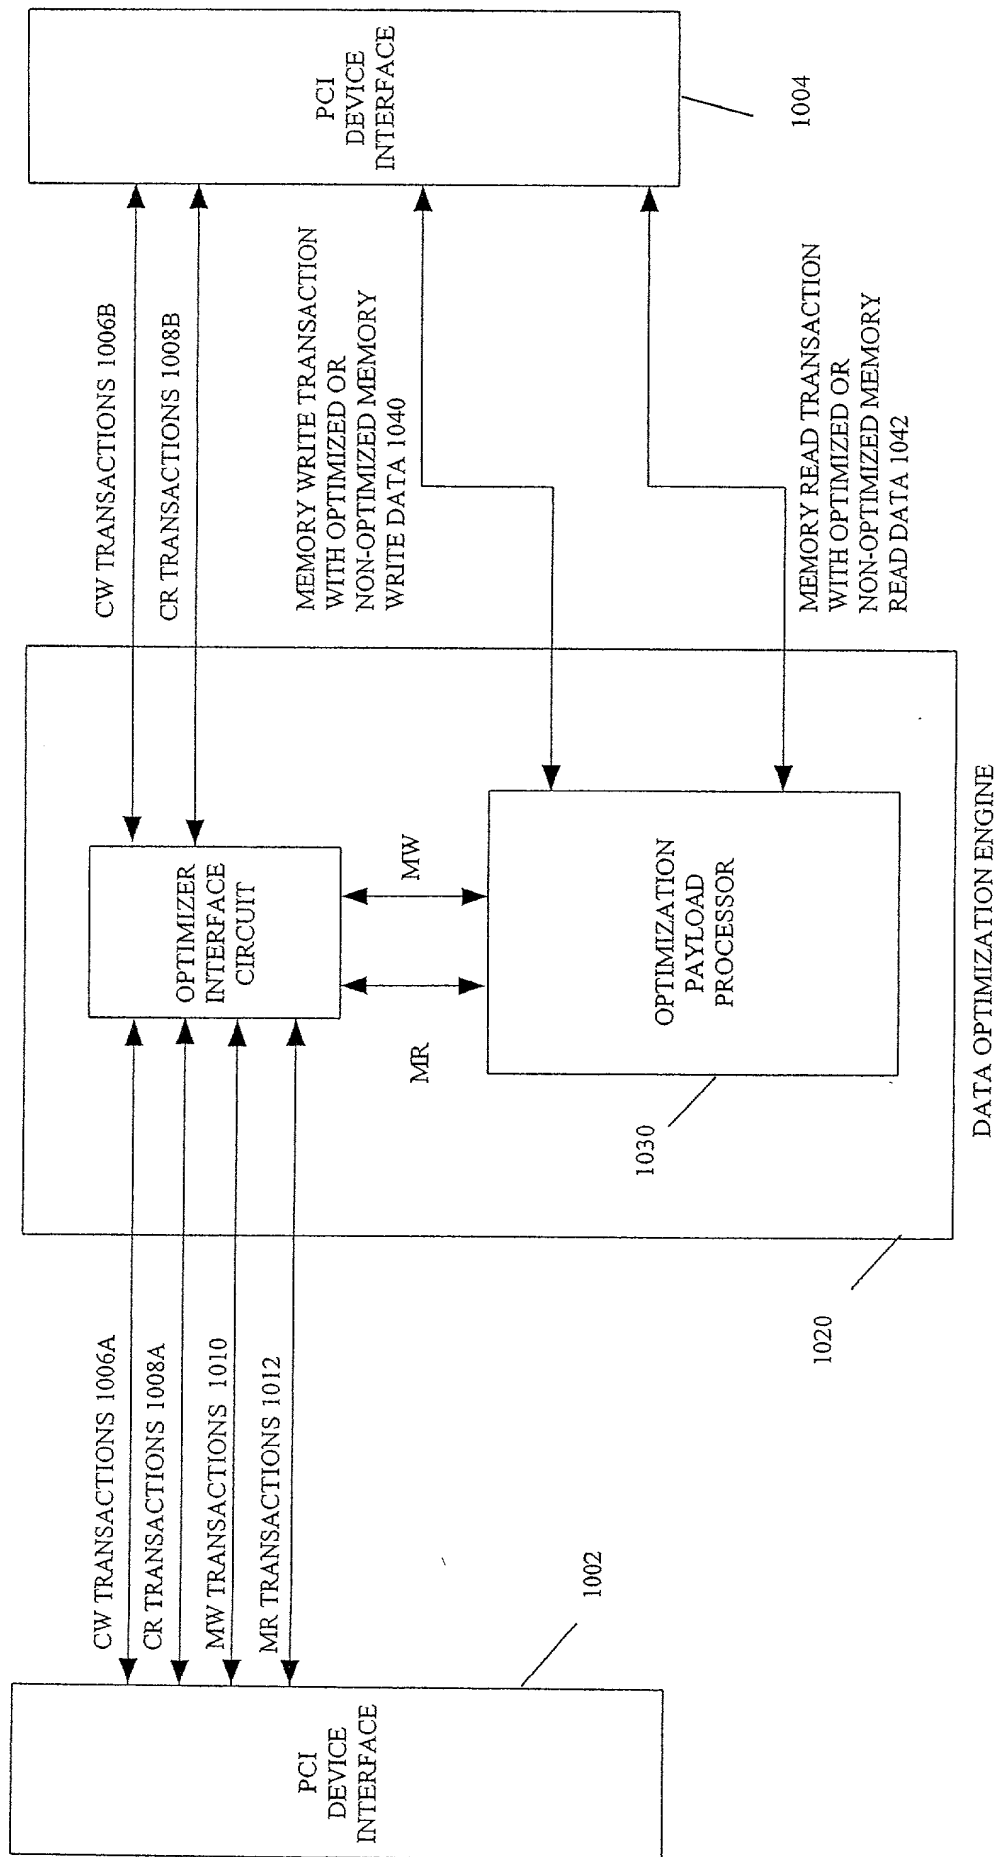 PCI
DEVICE
INTERFACE
1002
CW TRANSACTIONS 1006A
CR TRANSACTIONS 1008A
MW TRANSACTIONS 1010
MR TRANSACTIONS 1012
OPTIMIZER
INTERFACE
CIRCUIT
MR
MW
OPTIMIZATION
PAYLOAD
PROCESSOR
1030
1020
DATA OPTIMIZATION ENGINE
CW TRANSACTIONS 1006B
CR TRANSACTIONS 1008B
MEMORY WRITE TRANSACTION
WITH OPTIMIZED OR
NON-OPTIMIZED MEMORY
WRITE DATA 1040
MEMORY READ TRANSACTION
WITH OPTIMIZED OR
NON-OPTIMIZED MEMORY
READ DATA 1042
PCI
DEVICE
INTERFACE
1004